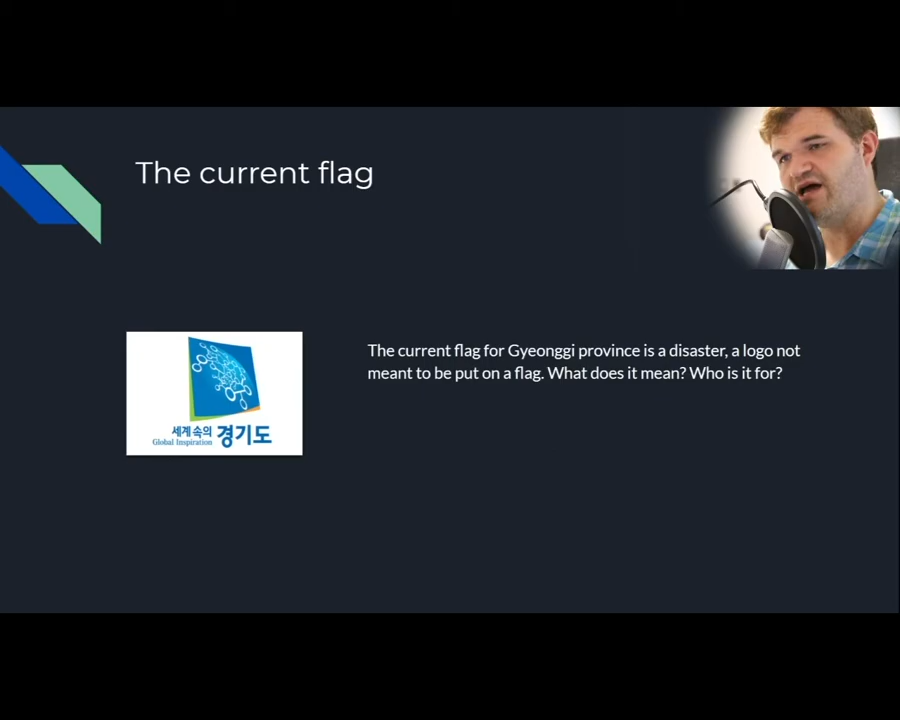 The current flag
The current flag for Gyeonggi province is a disaster, a logo not
meant to be put on a flag. What does it mean? Who is it for?
세계 속의
Global Inspiration 경기도